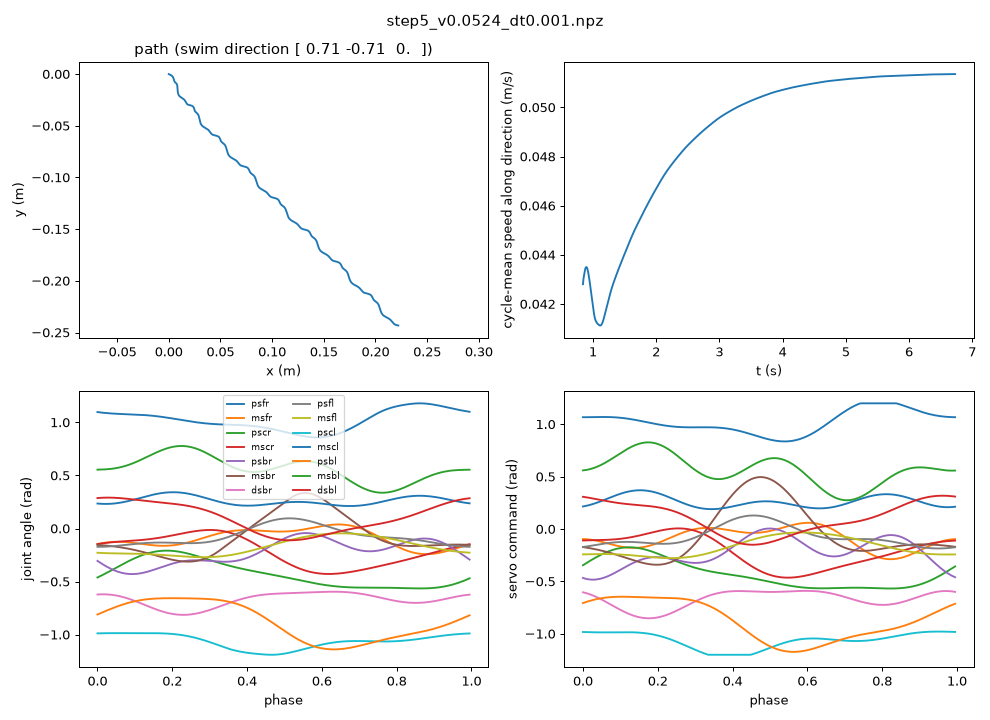 step5_v0.0524_dt0.001.npz
path (swim direction [ 0.71 -0.71  0.  ])
0.00
−0.05
−0.10
−0.15
−0.20
−0.25
y (m)
−0.05 0.00 0.05 0.10 0.15 0.20 0.25 0.30
x (m)
cycle-mean speed along direction (m/s)
0.050
0.048
0.046
0.044
0.042
1 2 3 4 5 6 7
t (s)
joint angle (rad)
1.0
0.5
0.0
−0.5
−1.0
psfr psfl
msfr msfl
pscr pscl
mscr mscl
psbr psbl
msbr msbl
dsbr dsbl
0.0 0.2 0.4 0.6 0.8 1.0
phase
servo command (rad)
1.0
0.5
0.0
−0.5
−1.0
0.0 0.2 0.4 0.6 0.8 1.0
phase